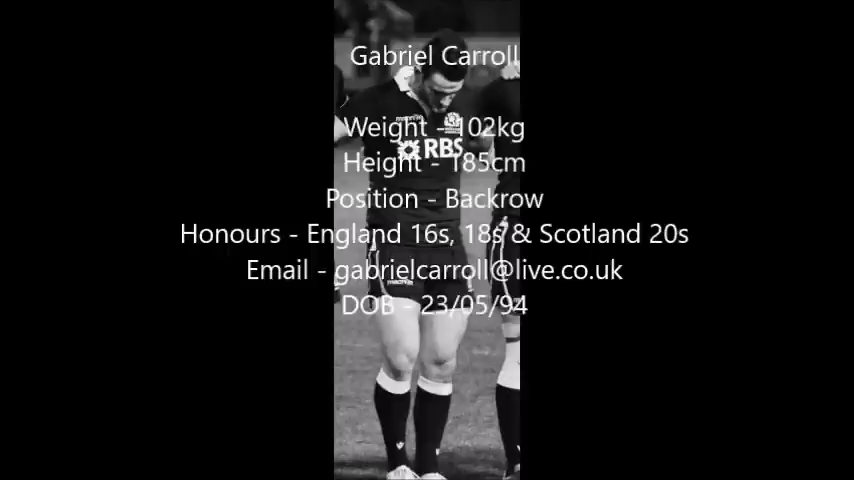 Gabriel Carroll
Weight - 102kg
RBS
Height - 185cm
Position - Backrow
Honours - England 16s, 18s & Scotland 20s
Email - gabrielcarroll@live.co.uk
DOB - 23/05/94